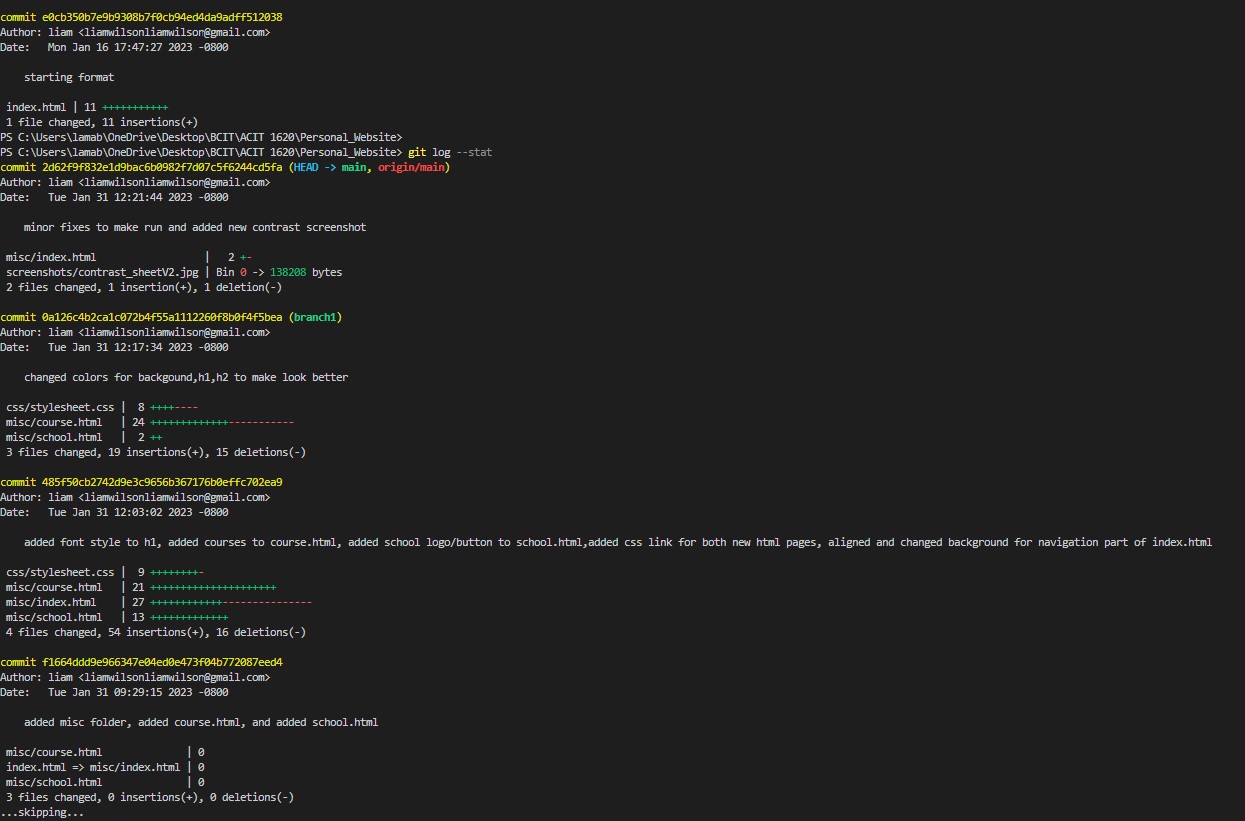 commit e0cb350b7e9b9308b7f0cb94ed4da9adff512038
Author: liam <liamwilsonliamwilson@gmail.com>
Date:   Mon Jan 16 17:47:27 2023 -0800
starting format
index.html | 11 +++++++++++
1 file changed, 11 insertions(+)
PS C:\Users\lamab\OneDrive\Desktop\BCIT\ACIT 1620\Personal_Website>
PS C:\Users\lamab\OneDrive\Desktop\BCIT\ACIT 1620\Personal_Website> git log --stat
commit 2d62f9f832e1d9bac6b0982f7d07c5f6244cd5fa (HEAD -> main, origin/main)
Author: liam <liamwilsonliamwilson@gmail.com>
Date:   Tue Jan 31 12:21:44 2023 -0800
minor fixes to make run and added new contrast screenshot
misc/index.html                  |   2 +-
screenshots/contrast_sheetV2.jpg | Bin 0 -> 138208 bytes
2 files changed, 1 insertion(+), 1 deletion(-)
commit 0a126c4b2ca1c072b4f55a1112260f8b0f4f5bea (branch1)
Author: liam <liamwilsonliamwilson@gmail.com>
Date:   Tue Jan 31 12:17:34 2023 -0800
changed colors for backgound,h1,h2 to make look better
css/stylesheet.css |  8 ++++----
misc/course.html   | 24 +++++++++++++-----------
misc/school.html   |  2 ++
3 files changed, 19 insertions(+), 15 deletions(-)
commit 485f50cb2742d9e3c9656b367176b0effc702ea9
Author: liam <liamwilsonliamwilson@gmail.com>
Date:   Tue Jan 31 12:03:02 2023 -0800
added font style to h1, added courses to course.html, added school logo/button to school.html,added css link for both new html pages, aligned and changed background for navigation part of index.html
css/stylesheet.css |  9 ++++++++-
misc/course.html   | 21 +++++++++++++++++++++
misc/index.html    | 27 ++++++++++++---------------
misc/school.html   | 13 +++++++++++++
4 files changed, 54 insertions(+), 16 deletions(-)
commit f1664ddd9e966347e04ed0e473f04b772087eed4
Author: liam <liamwilsonliamwilson@gmail.com>
Date:   Tue Jan 31 09:29:15 2023 -0800
added misc folder, added course.html, and added school.html
misc/course.html              | 0
index.html => misc/index.html | 0
misc/school.html              | 0
3 files changed, 0 insertions(+), 0 deletions(-)
...skipping...